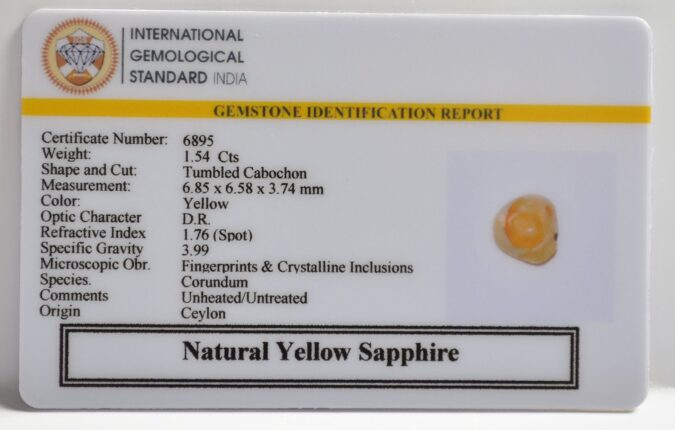 INTERNATIONAL
GEMOLOGICAL
STANDARD INDIA
GEMSTONE IDENTIFICATION REPORT
Certificate Number: 6895
Weight: 1.54 Cts
Shape and Cut: Tumbled Cabochon
Measurement: 6.85 x 6.58 x 3.74 mm
Color: Yellow
Optic Character D.R.
Refractive Index 1.76 (Spot)
Specific Gravity 3.99
Microscopic Obr. Fingerprints & Crystalline Inclusions
Species. Corundum
Comments Unheated/Untreated
Origin Ceylon
Natural Yellow Sapphire